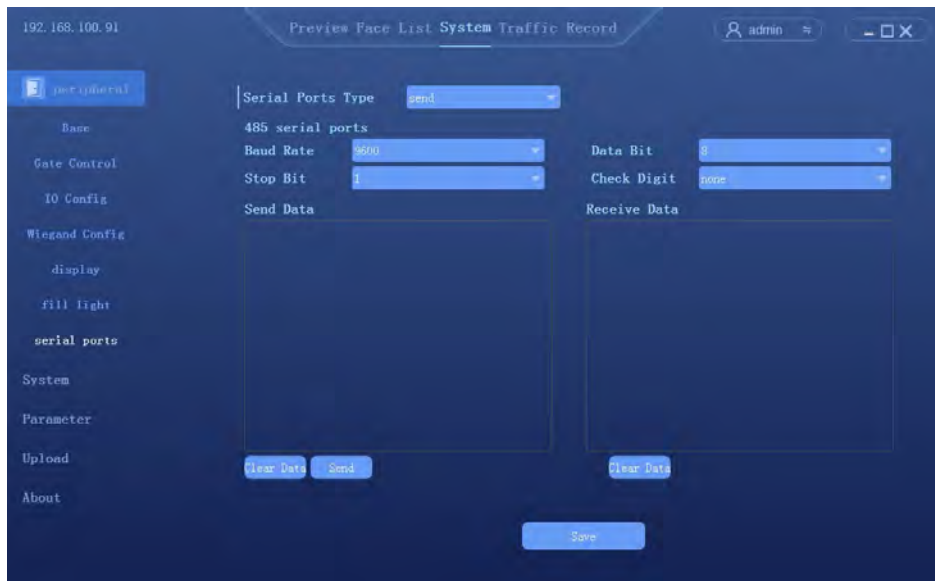 192.168.100.91
Preview Face List System Traffic Record
admin
peripheral
Base
Gate Control
IO Config
Wiegand Config
display
fill light
serial ports
System
Parameter
Upload
About
Serial Ports Type send
485 serial ports
Baud Rate 9600 Data Bit 8
Stop Bit 1 Check Digit none
Send Data Receive Data
Clear Data Send Clear Data
Save